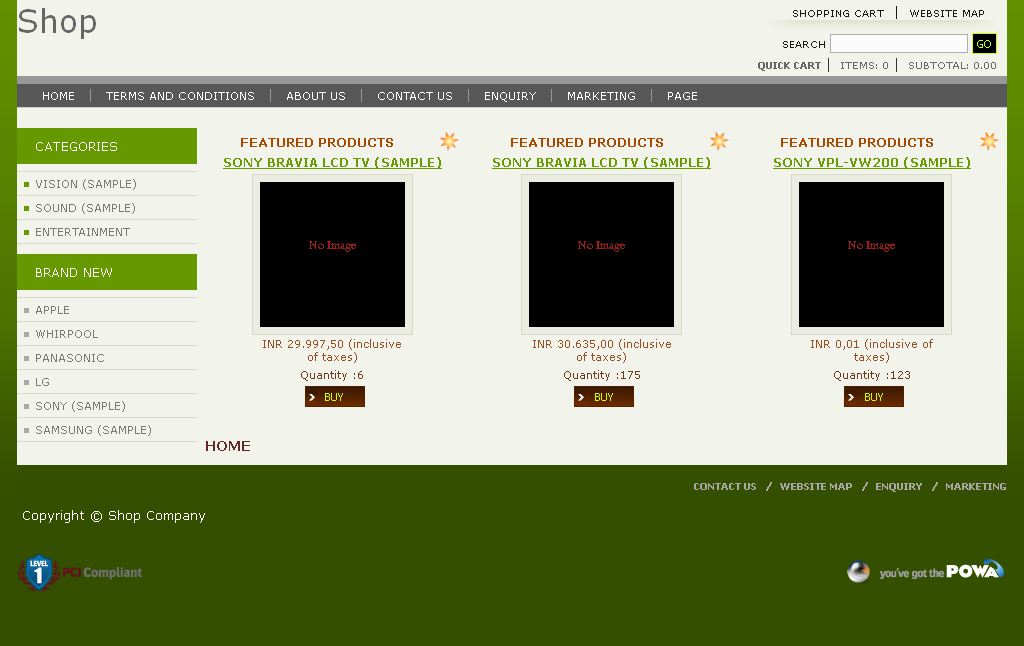 Shop
SHOPPING CART
WEBSITE MAP
SEARCH
GO
QUICK CART
ITEMS: 0
SUBTOTAL: 0.00
HOME
TERMS AND CONDITIONS
ABOUT US
CONTACT US
ENQUIRY
MARKETING
PAGE
CATEGORIES
VISION (SAMPLE)
SOUND (SAMPLE)
ENTERTAINMENT
BRAND NEW
APPLE
WHIRPOOL
PANASONIC
LG
SONY (SAMPLE)
SAMSUNG (SAMPLE)
FEATURED PRODUCTS
SONY BRAVIA LCD TV (SAMPLE)
No Image
INR 29.997,50 (inclusive
of taxes)
Quantity :6
BUY
FEATURED PRODUCTS
SONY BRAVIA LCD TV (SAMPLE)
No Image
INR 30.635,00 (inclusive
of taxes)
Quantity :175
BUY
FEATURED PRODUCTS
SONY VPL-VW200 (SAMPLE)
No Image
INR 0,01 (inclusive of
taxes)
Quantity :123
BUY
HOME
CONTACT US / WEBSITE MAP / ENQUIRY / MARKETING
Copyright © Shop Company
LEVEL
1
PCI Compliant
you've got the POWA